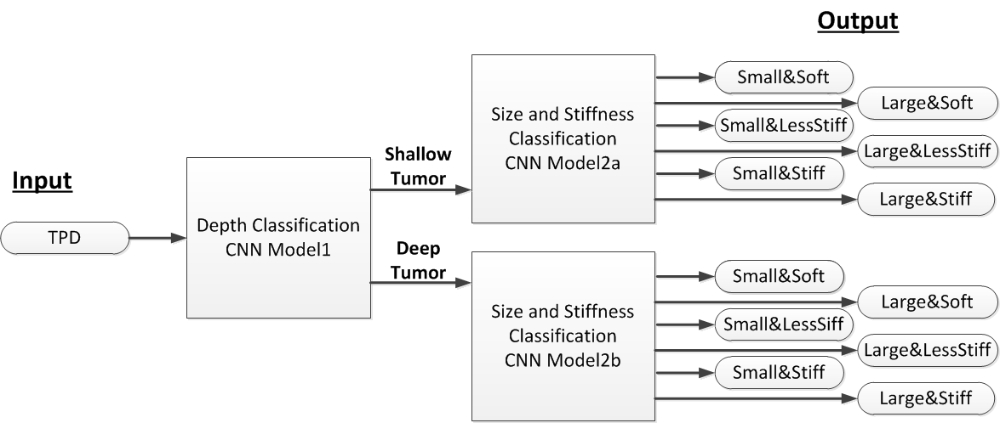 Output
Input
TPD
Depth Classification
CNN Model1
Shallow
Tumor
Deep
Tumor
Size and Stiffness
Classification
CNN Model2a
Small&Soft
Large&Soft
Small&LessStiff
Large&LessStiff
Small&Stiff
Large&Stiff
Size and Stiffness
Classification
CNN Model2b
Small&Soft
Large&Soft
Small&LessSiff
Large&LessStiff
Small&Stiff
Large&Stiff